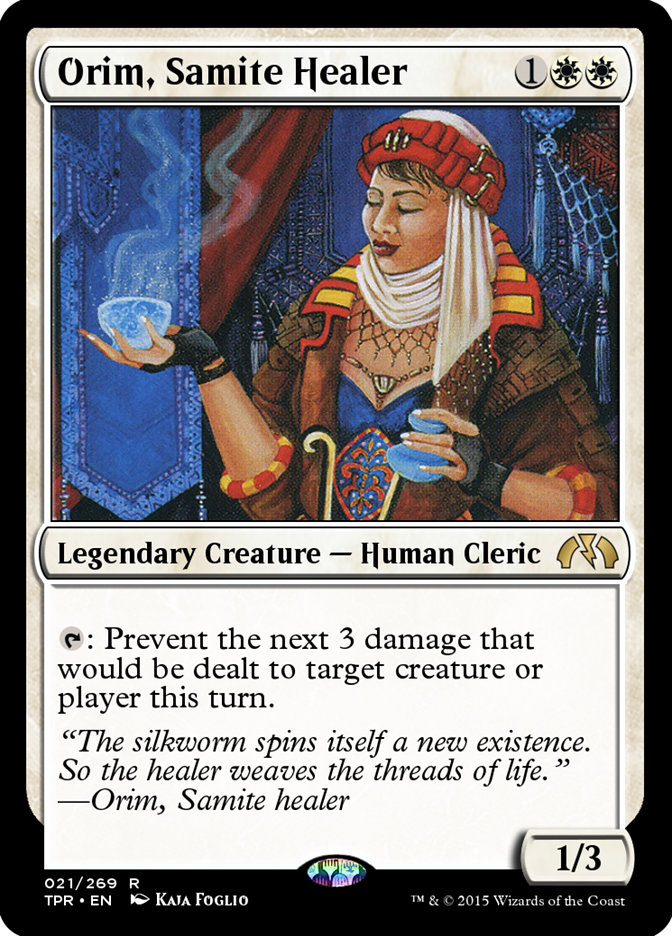 Orim, Samite Healer 1
Legendary Creature — Human Cleric
: Prevent the next 3 damage that
would be dealt to target creature or
player this turn.
“The silkworm spins itself a new existence.
So the healer weaves the threads of life.”
—Orim, Samite healer
1/3
021/269 R
TPR • EN Kaja Foglio
™ & © 2015 Wizards of the Coast